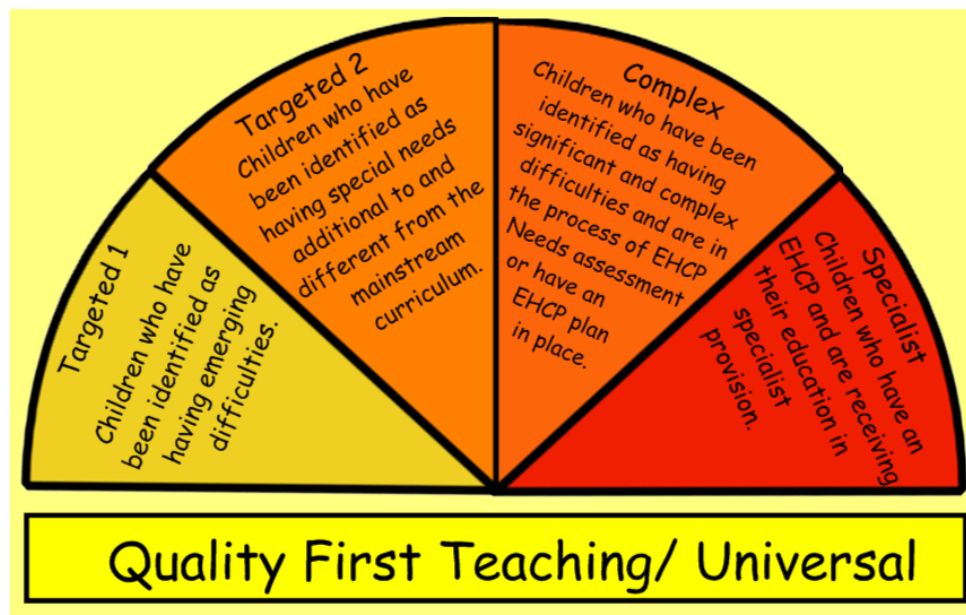 Targeted 1
Children who have
been identified as
having emerging
difficulties.
Targeted 2
Children who have
been identified as
having special needs
additional to and
different from the
mainstream
curriculum.
Complex
Children who have been
identified as having
significant and complex
difficulties and are in
the process of EHCP
Needs assessment
or have an
EHCP plan
in place.
Specialist
Children who have an
EHCP and are receiving
their education in
specialist
provision.
Quality First Teaching/ Universal